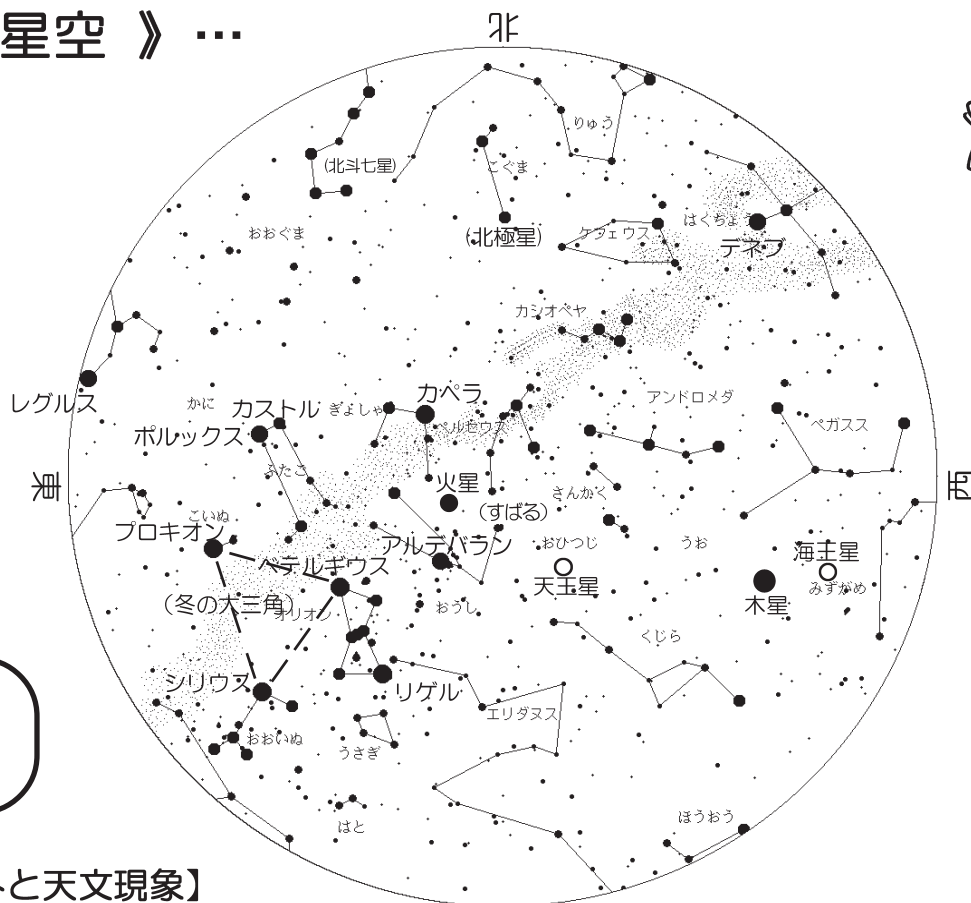 星空 》…
北
りゅう
(北斗七星)
こぐま
おおぐま
(北極星)
ケフェウス
はくちょう
デネブ
カシオペヤ
レグルス
かに
カストル
ぎょしゃ
カペラ
ペルセウス
アンドロメダ
ペガスス
ポルックス
ふたご
火星
(すばる)
さんかく
東
西
こいぬ
プロキオン
アルデバラン
おひつじ
うお
海王星
ベテルギウス
天王星
木星
みずがめ
(冬の大三角)
オリオン
おうし
くじら
シリウス
リゲル
エリダヌス
おおいぬ
うさぎ
はと
ほうおう
と天文現象】